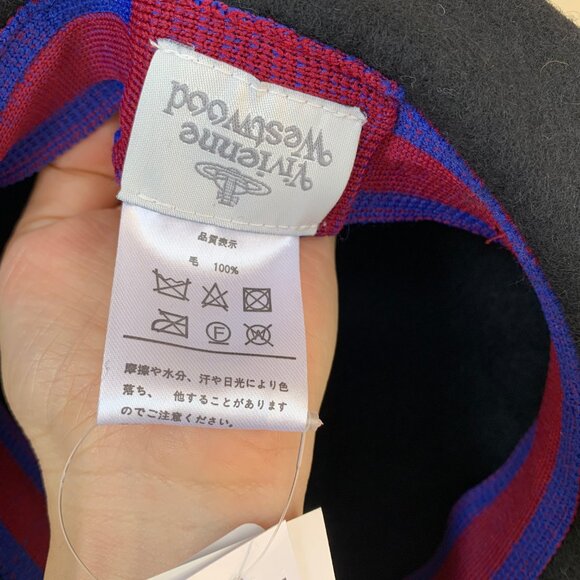 Vivienne
Westwood
品質表示
毛 100%
F W
摩擦や水分、汗や日光により色
落ち、 他することがあります
のでご注意ください。